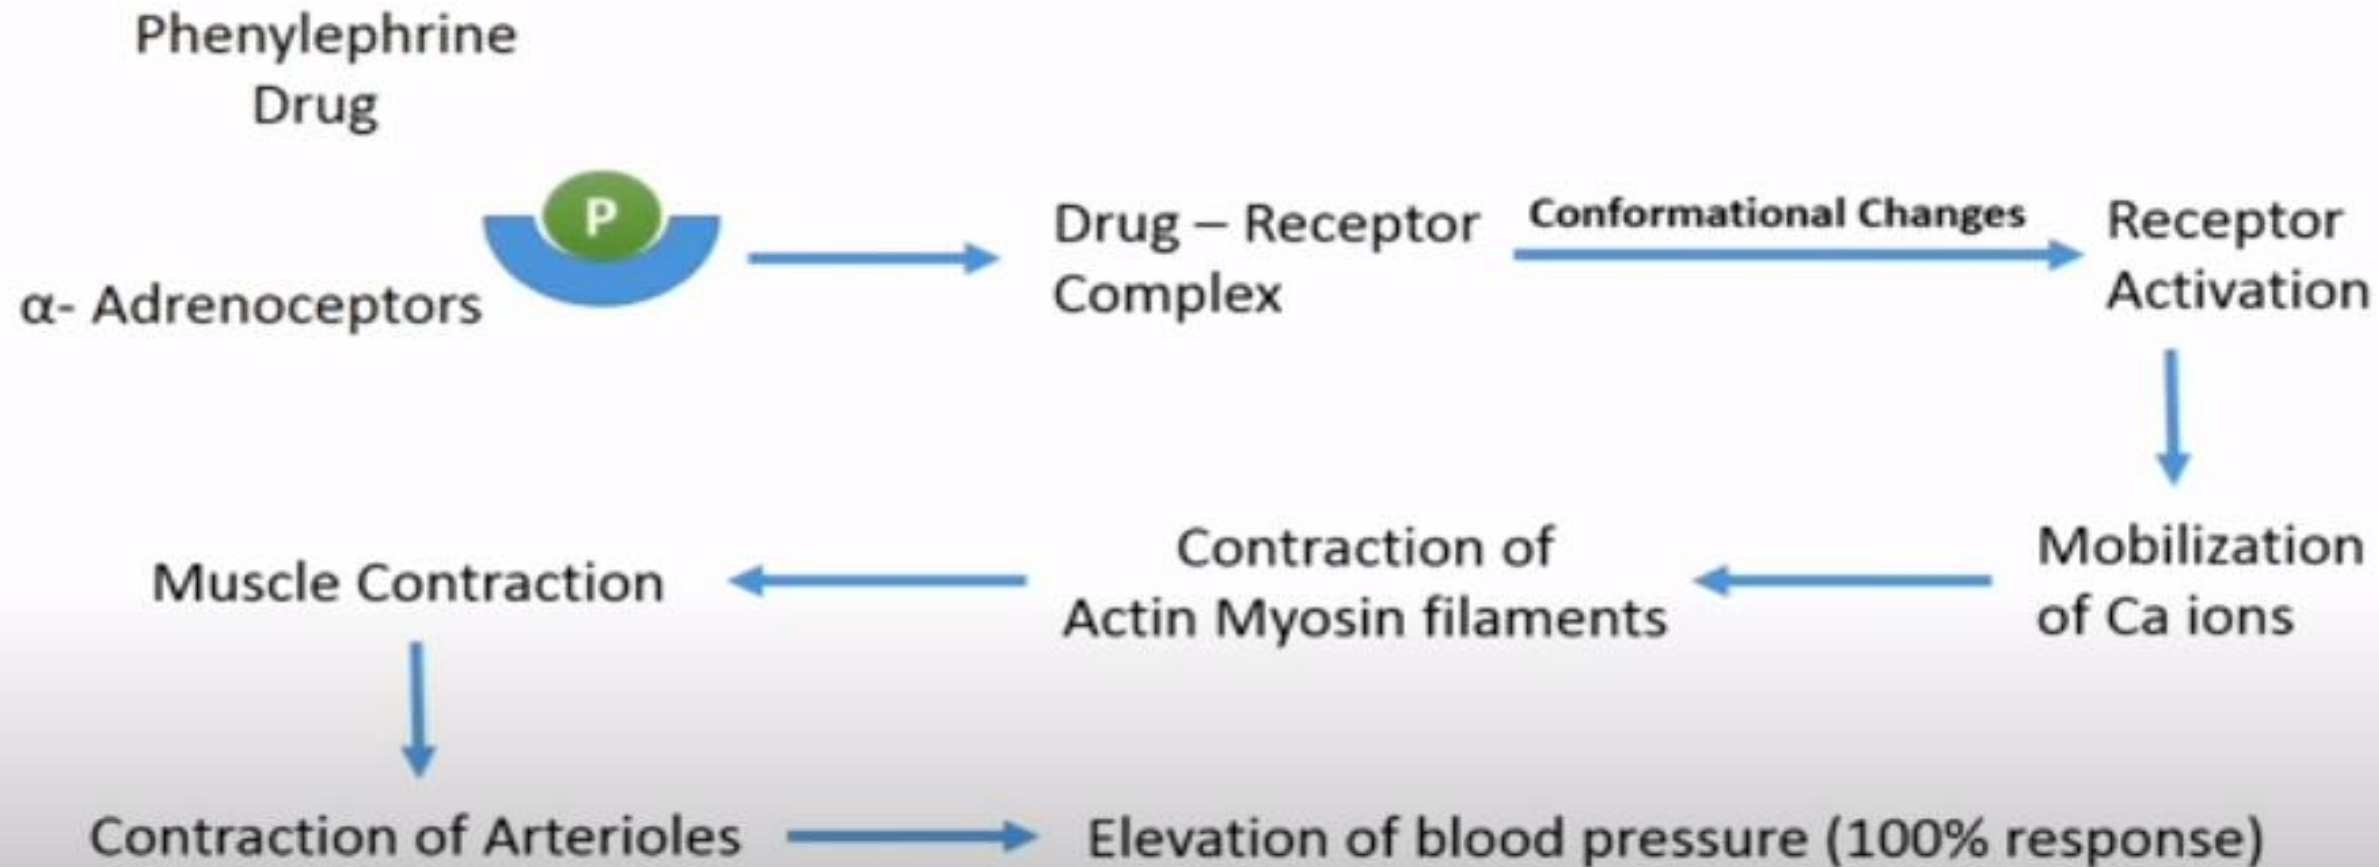 Phenylephrine
Drug
P
α- Adrenoceptors
Drug – Receptor
Complex
Conformational Changes
Receptor
Activation
Mobilization
of Ca ions
Contraction of
Actin Myosin filaments
Muscle Contraction
Contraction of Arterioles
Elevation of blood pressure (100% response)